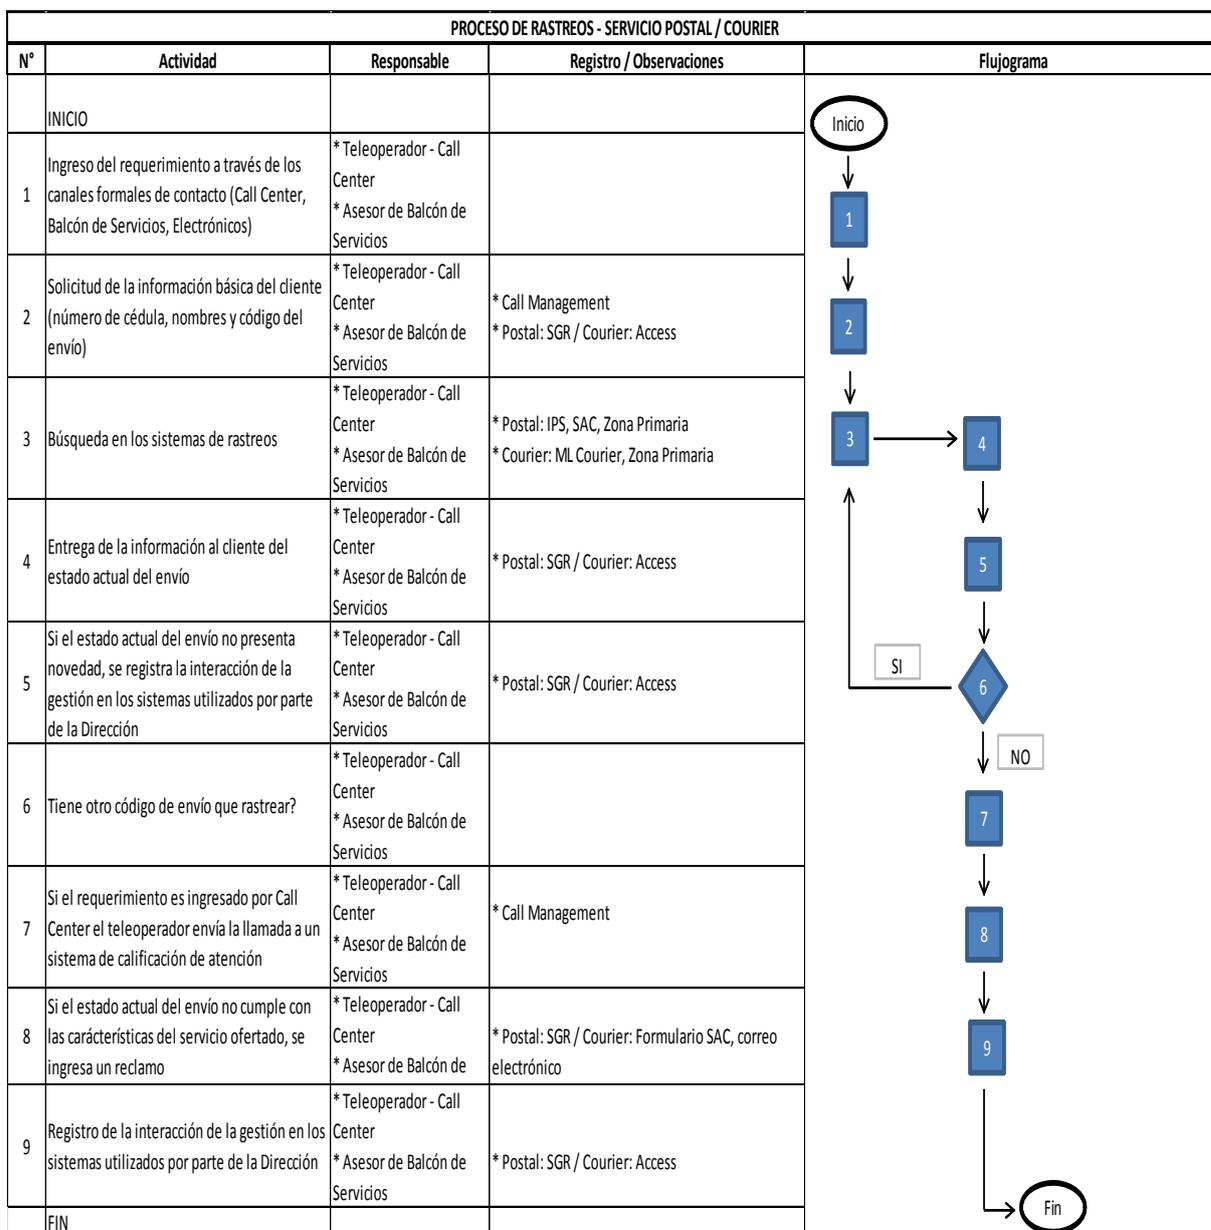 PROCESO DE RASTREOS - SERVICIO POSTAL / COURIER
N° Actividad Responsable Registro / Observaciones Flujograma
INICIO
1
Ingreso del requerimiento a través de los
canales formales de contacto (Call Center,
Balcón de Servicios, Electrónicos)
* Teleoperador - Call
Center
* Asesor de Balcón de
Servicios
2
Solicitud de la información básica del cliente
(número de cédula, nombres y código del
envío)
* Teleoperador - Call
Center
* Asesor de Balcón de
Servicios
* Call Management
* Postal: SGR / Courier: Access
3
Búsqueda en los sistemas de rastreos
* Teleoperador - Call
Center
* Asesor de Balcón de
Servicios
* Postal: IPS, SAC, Zona Primaria
* Courier: ML Courier, Zona Primaria
4
Entrega de la información al cliente del
estado actual del envío
* Teleoperador - Call
Center
* Asesor de Balcón de
Servicios
* Postal: SGR / Courier: Access
5
Si el estado actual del envío no presenta
novedad, se registra la interacción de la
gestión en los sistemas utilizados por parte
de la Dirección
* Teleoperador - Call
Center
* Asesor de Balcón de
Servicios
* Postal: SGR / Courier: Access
6
Tiene otro código de envío que rastrear?
* Teleoperador - Call
Center
* Asesor de Balcón de
Servicios
7
Si el requerimiento es ingresado por Call
Center el teleoperador envía la llamada a un
sistema de calificación de atención
* Teleoperador - Call
Center
* Asesor de Balcón de
Servicios
* Call Management
8
Si el estado actual del envío no cumple con
las carácterísticas del servicio ofertado, se
ingresa un reclamo
* Teleoperador - Call
Center
* Asesor de Balcón de
* Postal: SGR / Courier: Formulario SAC, correo
electrónico
9
Registro de la interacción de la gestión en los
sistemas utilizados por parte de la Dirección
* Teleoperador - Call
Center
* Asesor de Balcón de
Servicios
* Postal: SGR / Courier: Access
FIN
Inicio
1
2
3
4
5
6
SI
NO
7
8
9
Fin